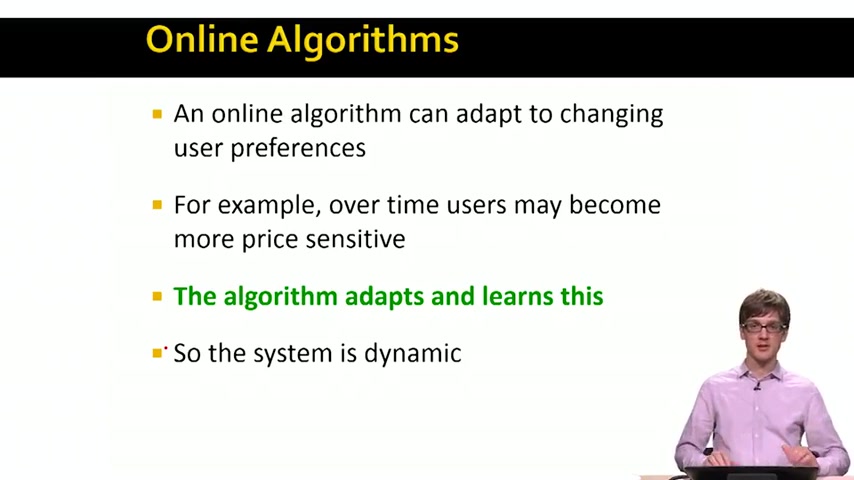 Online Algorithms
An online algorithm can adapt to changing
user preferences
For example, over time users may become
more price sensitive
The algorithm adapts and learns this
So the system is dynamic